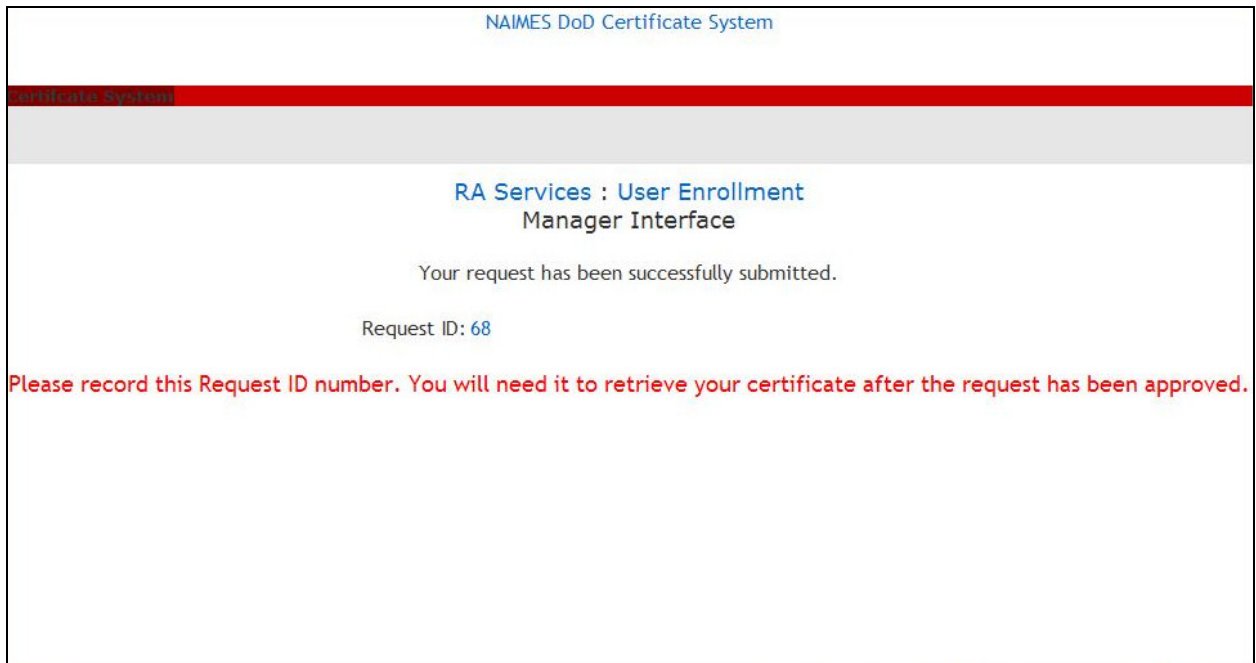 NAIMES DoD Certificate System
Certifcate System
RA Services : User Enrollment
Manager Interface
Your request has been successfully submitted.
Request ID: 68
Please record this Request ID number. You will need it to retrieve your certificate after the request has been approved.